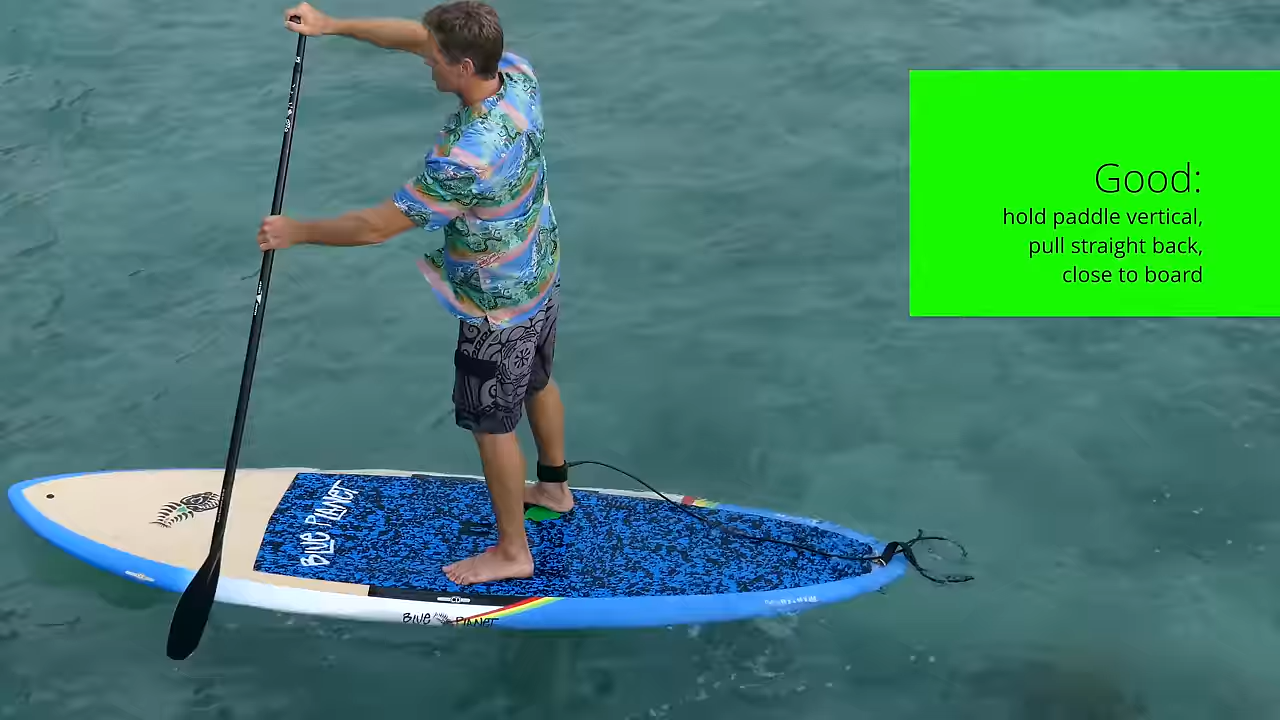 Good:
hold paddle vertical,
pull straight back,
close to board
BLUE PLANET
BLUE PLANET